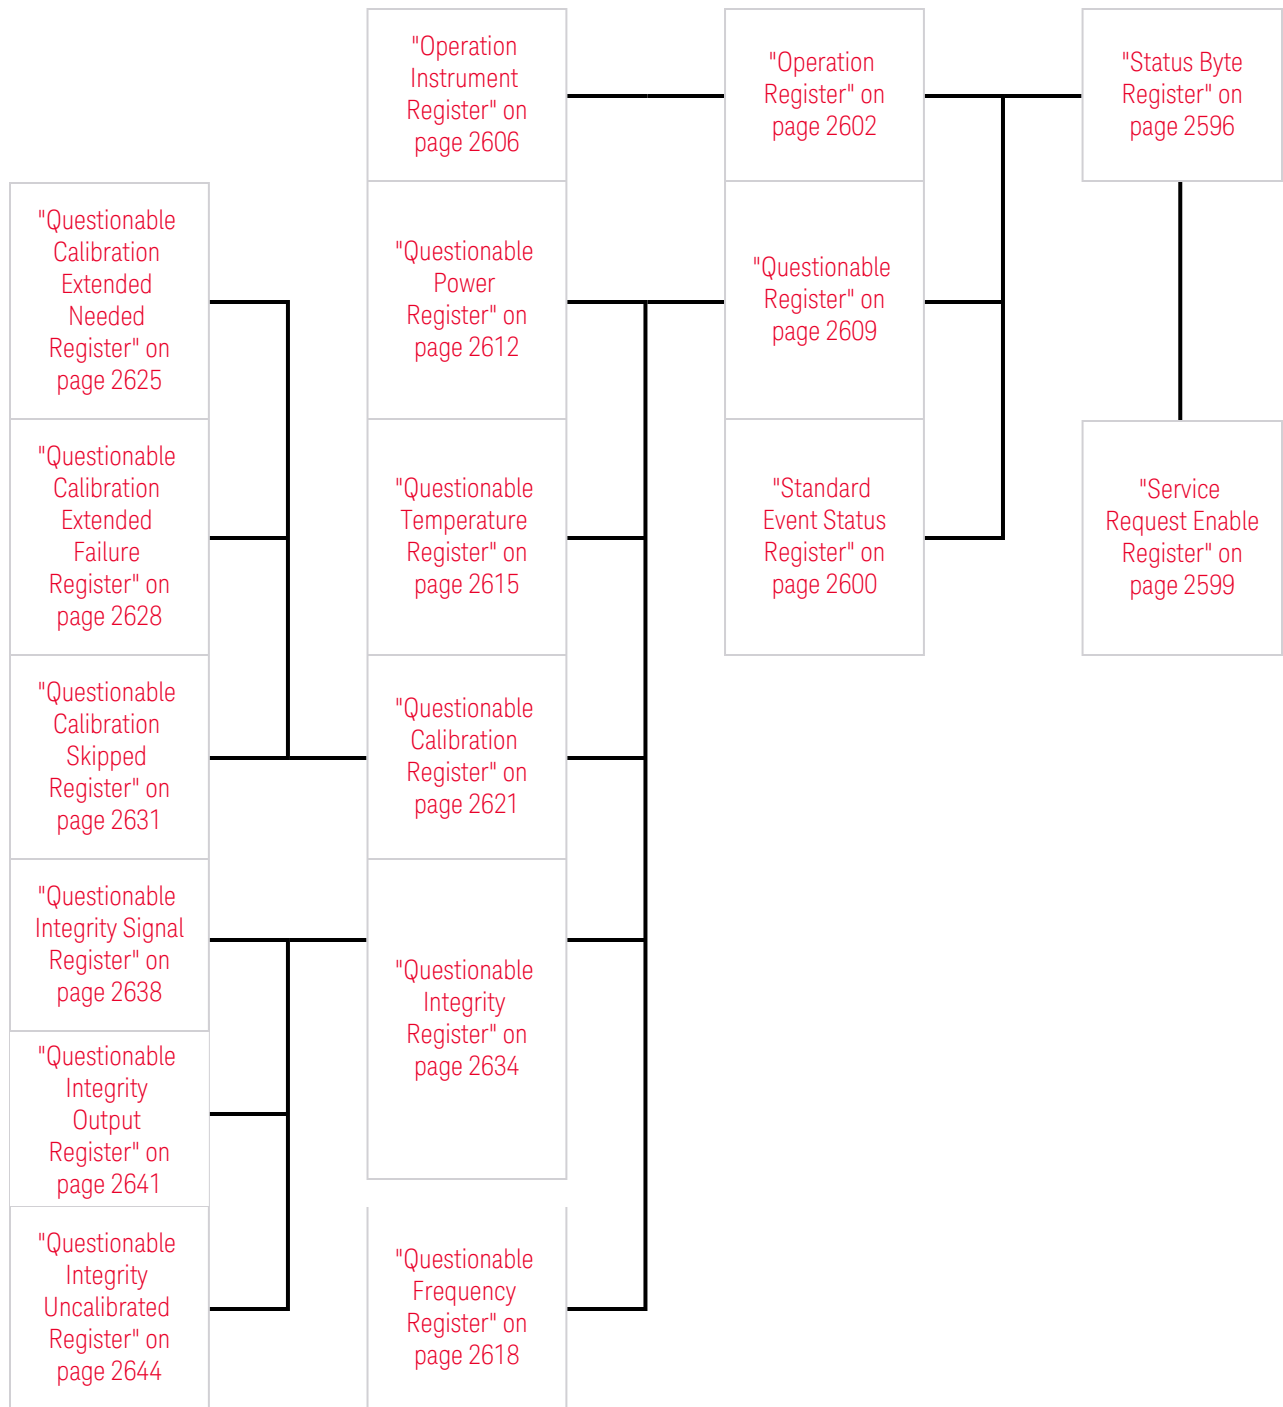 "Operation
Instrument
Register" on
page 2606
"Operation
Register" on
page 2602
"Status Byte
Register" on
page 2596
"Questionable
Calibration
Extended
Needed
Register" on
page 2625
"Questionable
Power
Register" on
page 2612
"Questionable
Register" on
page 2609
"Questionable
Calibration
Extended
Failure
Register" on
page 2628
"Questionable
Temperature
Register" on
page 2615
"Standard
Event Status
Register" on
page 2600
"Service
Request Enable
Register" on
page 2599
"Questionable
Calibration
Skipped
Register" on
page 2631
"Questionable
Calibration
Register" on
page 2621
"Questionable
Integrity Signal
Register" on
page 2638
"Questionable
Integrity
Register" on
page 2634
"Questionable
Integrity
Output
Register" on
page 2641
"Questionable
Integrity
Uncalibrated
Register" on
page 2644
"Questionable
Frequency
Register" on
page 2618